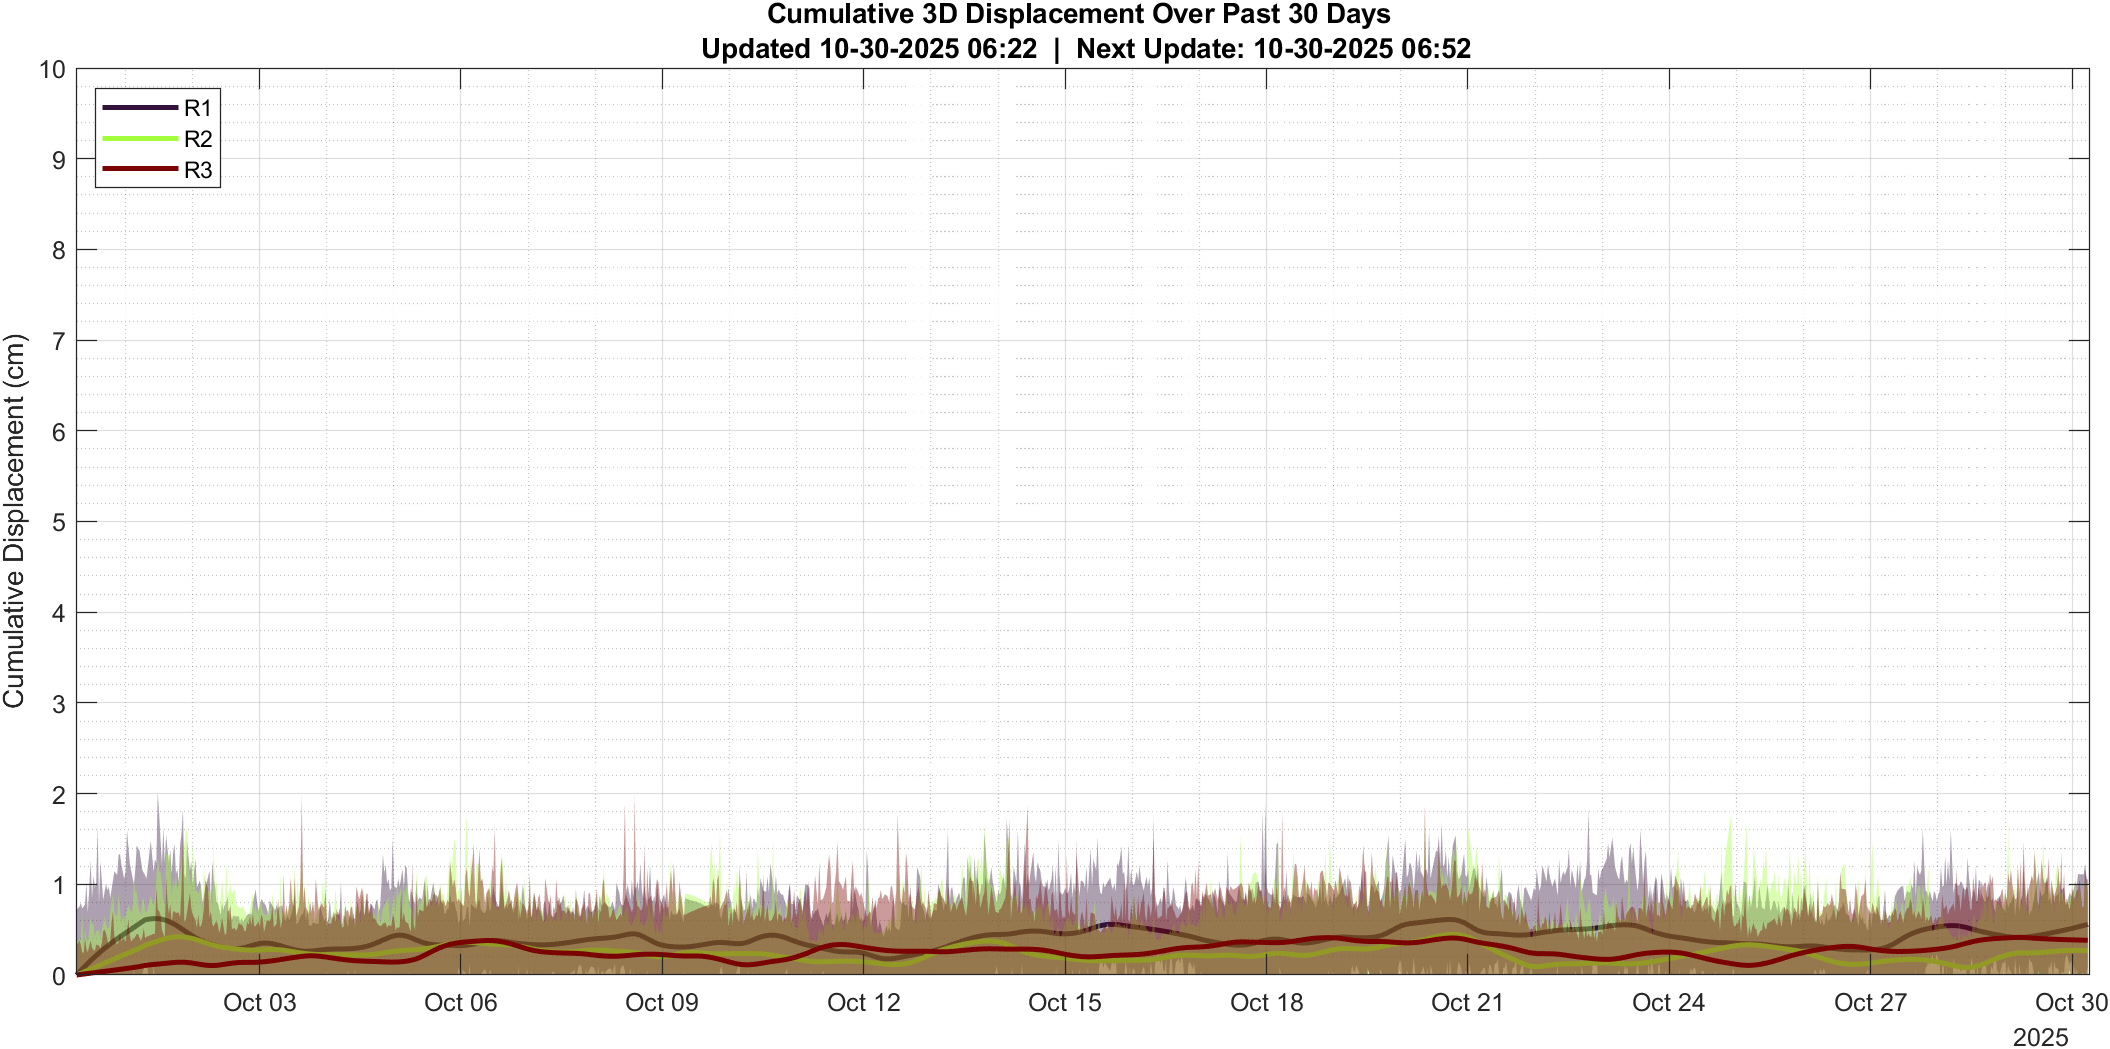 Cumulative 3D Displacement Over Past 30 Days
Updated 10-30-2025 06:22 | Next Update: 10-30-2025 06:52
Cumulative Displacement (cm)
10
9
8
7
6
5
4
3
2
1
0
R1
R2
R3
Oct 03 Oct 06 Oct 09 Oct 12 Oct 15 Oct 18 Oct 21 Oct 24 Oct 27 Oct 30
2025